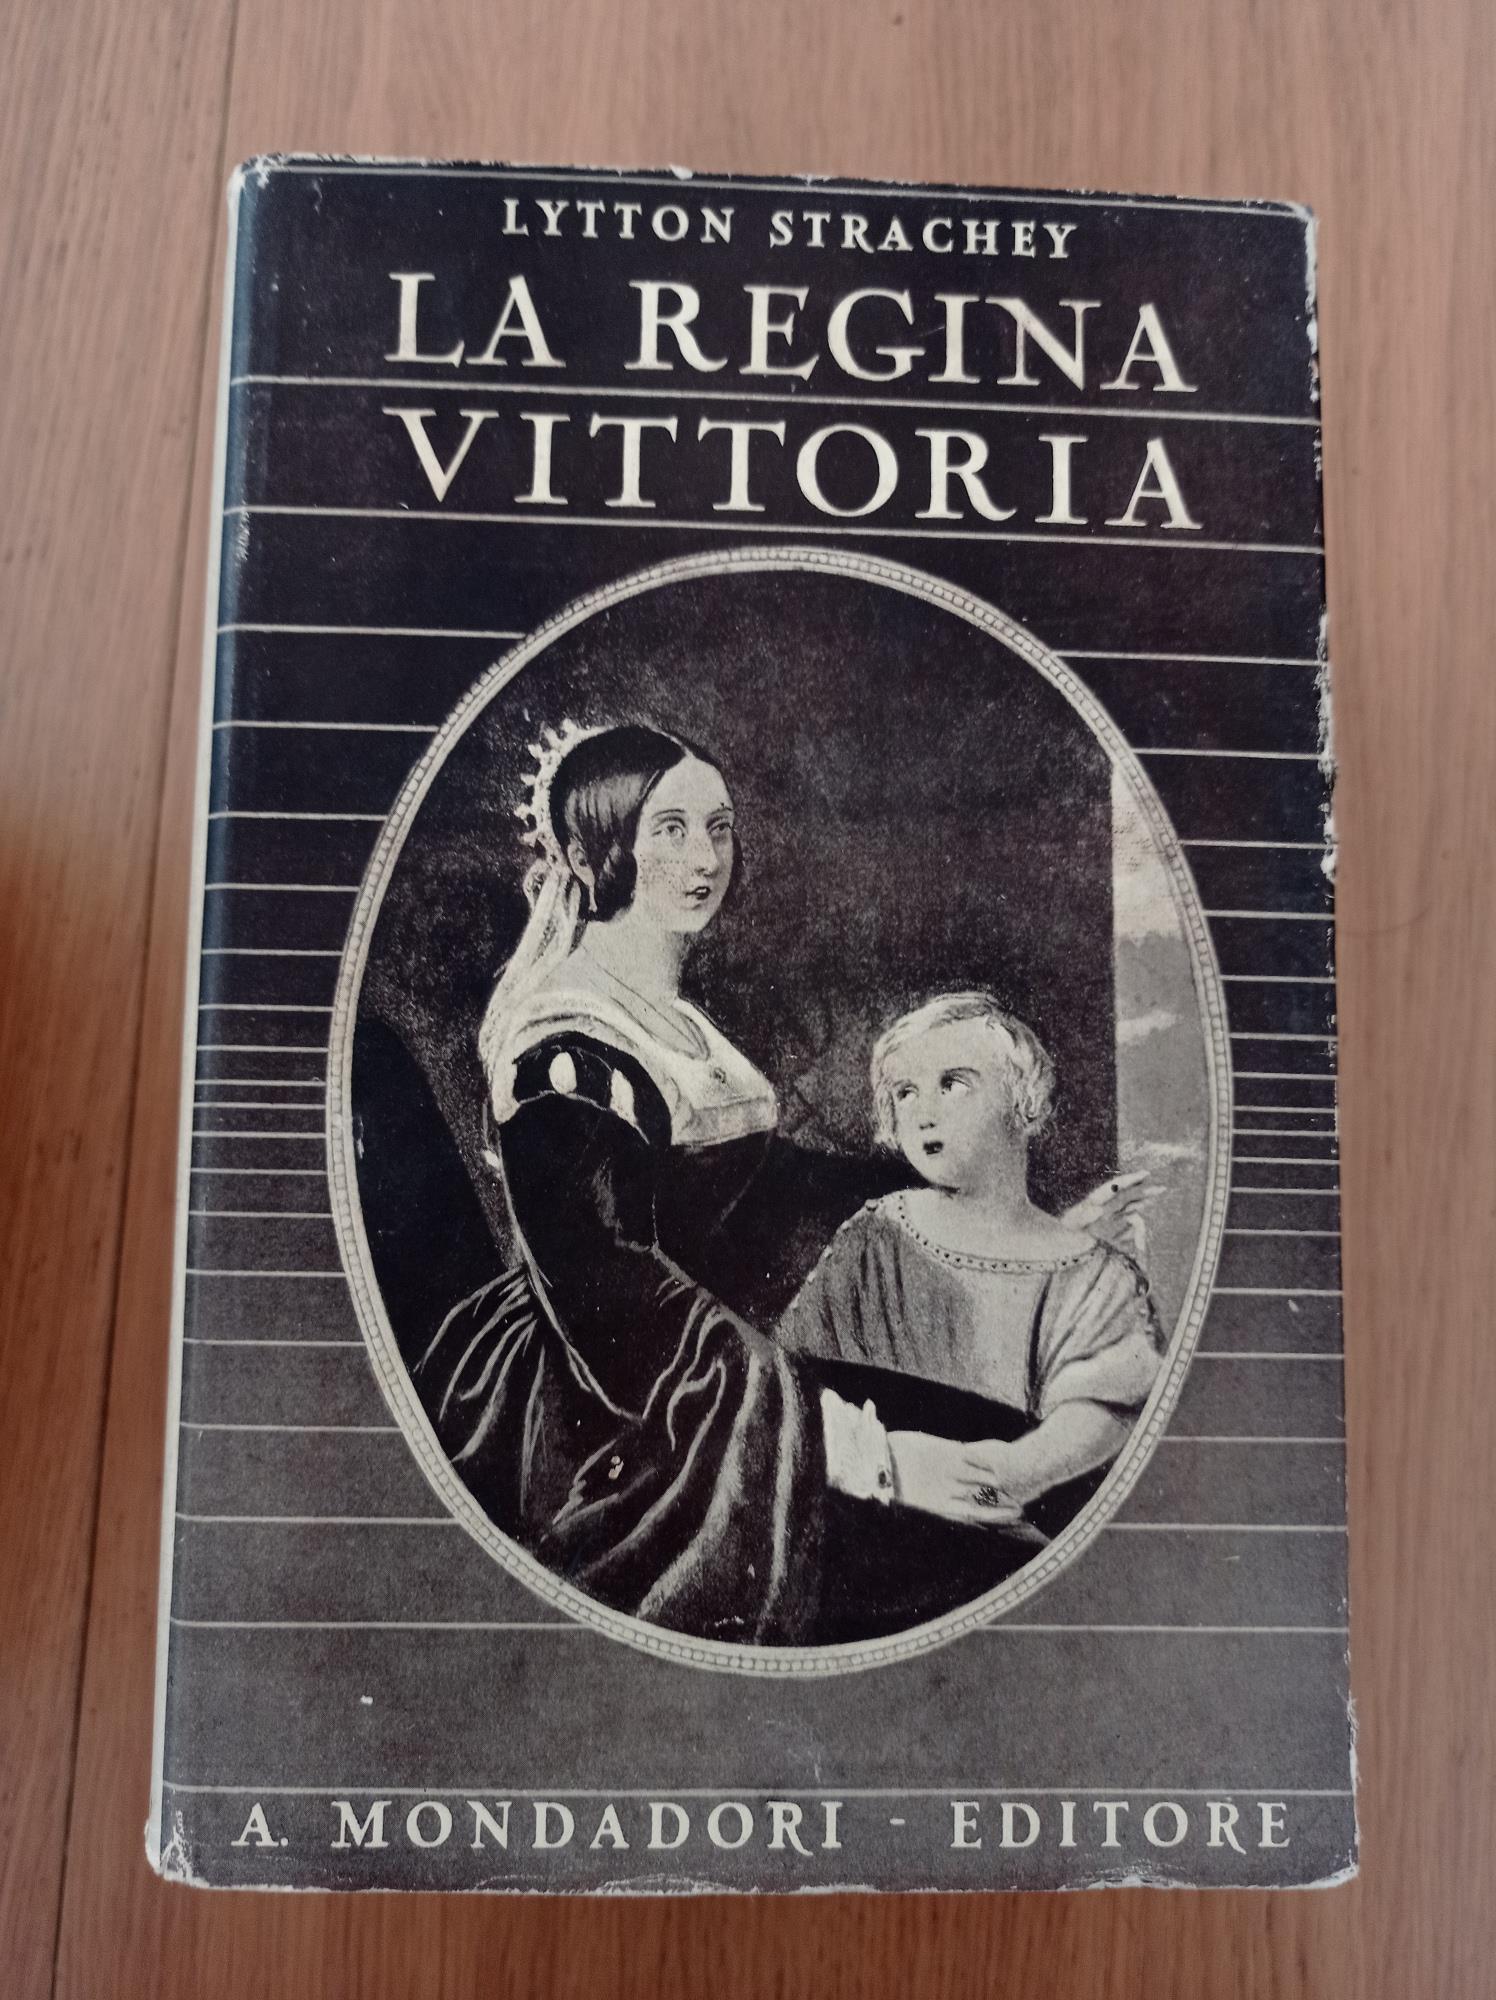 LYTTON STRACHEY
LA REGINA
VITTORIA
A. MONDADORI - EDITORE